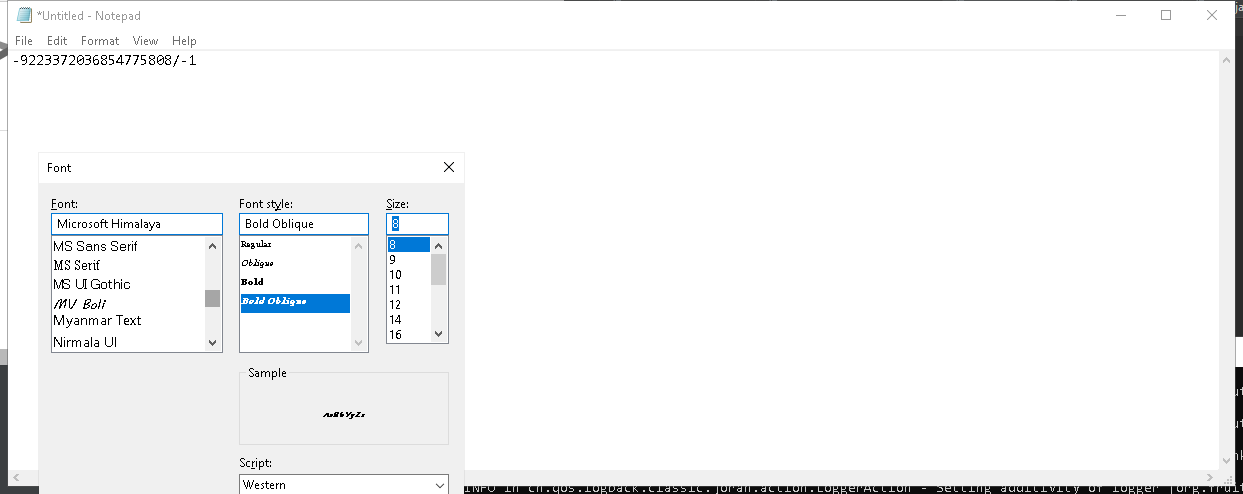 *Untitled - Notepad
File Edit Format View Help
-9223372036854775808/-1
Font
Font: Font style: Size:
Microsoft Himalaya Bold Oblique 8
MS Sans Serif Regular 8
MS Serif Oblique 9
MS UI Gothic Bold 10
MV Boli Bold Oblique 11
Myanmar Text 12
Nirmala UI 14
16
Sample
AaBbYyZz
Script:
Western
INFO in ch.qos.logback.classic.joran.action.LoggerAction - Setting additivity of logger